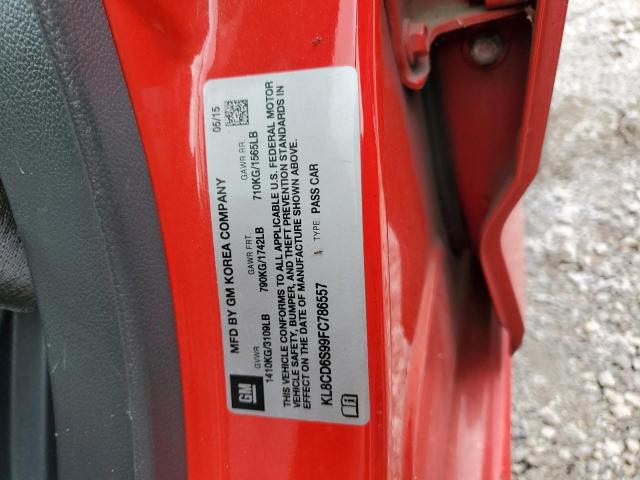 GM
MFD BY GM KOREA COMPANY
05/15
GVWR GAWR FRT. GAWR RR.
1410KG/3109LB 790KG/1742LB 710KG/1565LB
THIS VEHICLE CONFORMS TO ALL APPLICABLE U.S. FEDERAL MOTOR
VEHICLE SAFETY, BUMPER, AND THEFT PREVENTION STANDARDS IN
EFFECT ON THE DATE OF MANUFACTURE SHOWN ABOVE.
KL8CD6S99FC786557 TYPE: PASS CAR